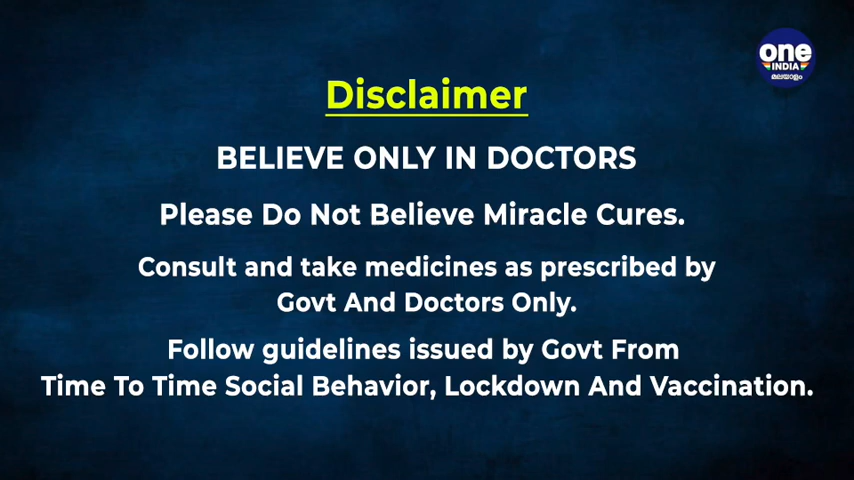 one
INDIA
മലയാളം
Disclaimer
BELIEVE ONLY IN DOCTORS
Please Do Not Believe Miracle Cures.
Consult and take medicines as prescribed by
Govt And Doctors Only.
Follow guidelines issued by Govt From
Time To Time Social Behavior, Lockdown And Vaccination.